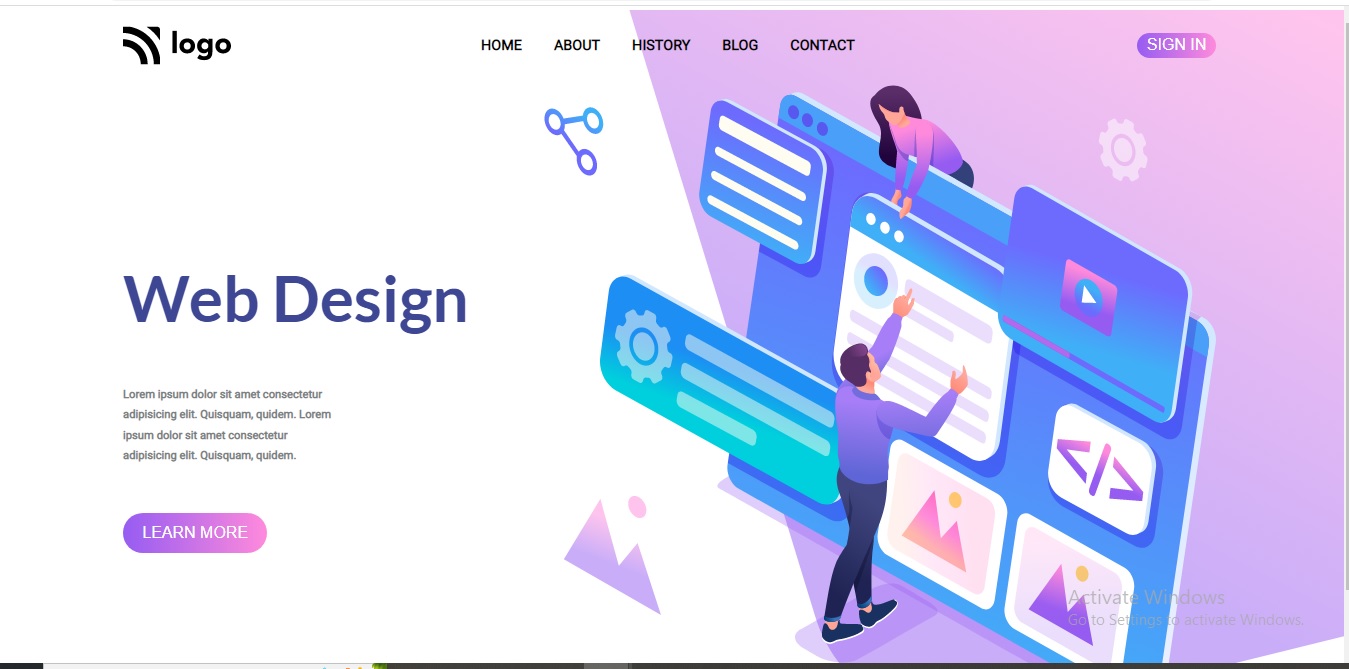 logo
HOME ABOUT HISTORY BLOG CONTACT
SIGN IN
Web Design
Lorem ipsum dolor sit amet consectetur
adipisicing elit. Quisquam, quidem. Lorem
ipsum dolor sit amet consectetur
adipisicing elit. Quisquam, quidem.
LEARN MORE
</>
Activate Windows
Go to Settings to activate Windows.